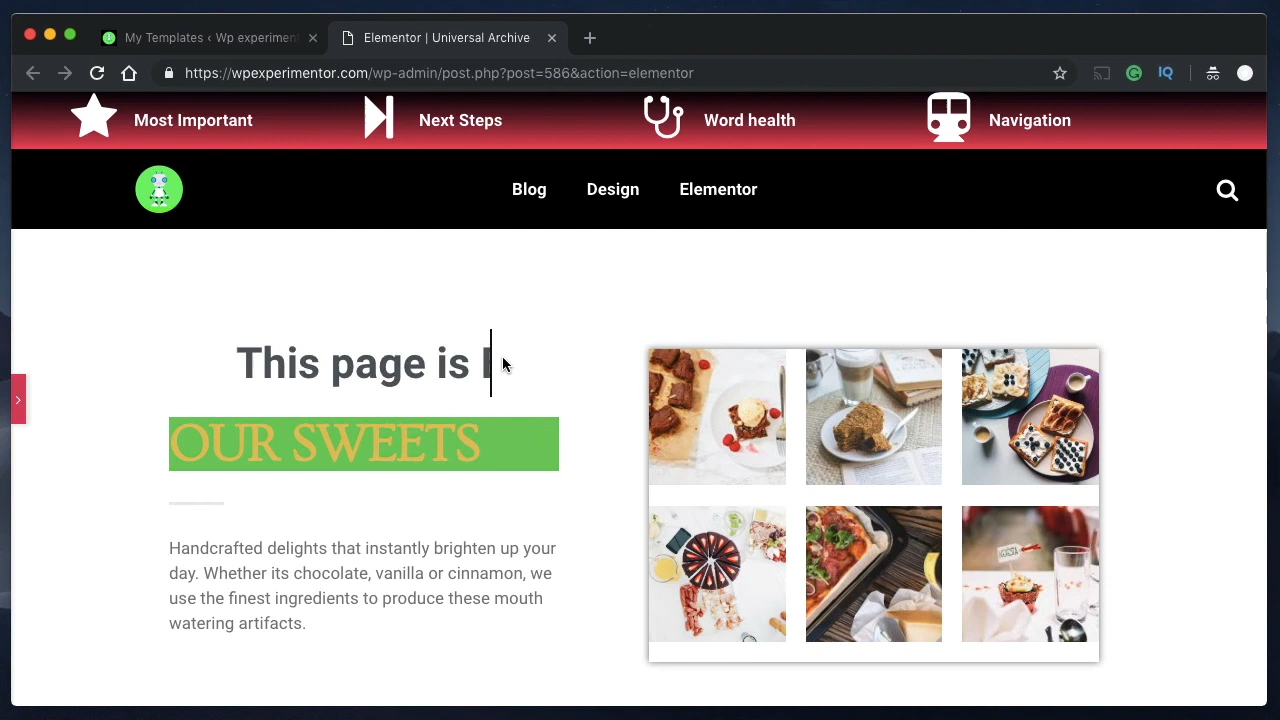 My Templates ‹ Wp experimen
Elementor | Universal Archive
https://wpexperimentor.com/wp-admin/post.php?post=586&action=elementor
IQ
Most Important
Next Steps
Word health
Navigation
Blog
Design
Elementor
This page is
OUR SWEETS
Handcrafted delights that instantly brighten up your
day. Whether its chocolate, vanilla or cinnamon, we
use the finest ingredients to produce these mouth
watering artifacts.